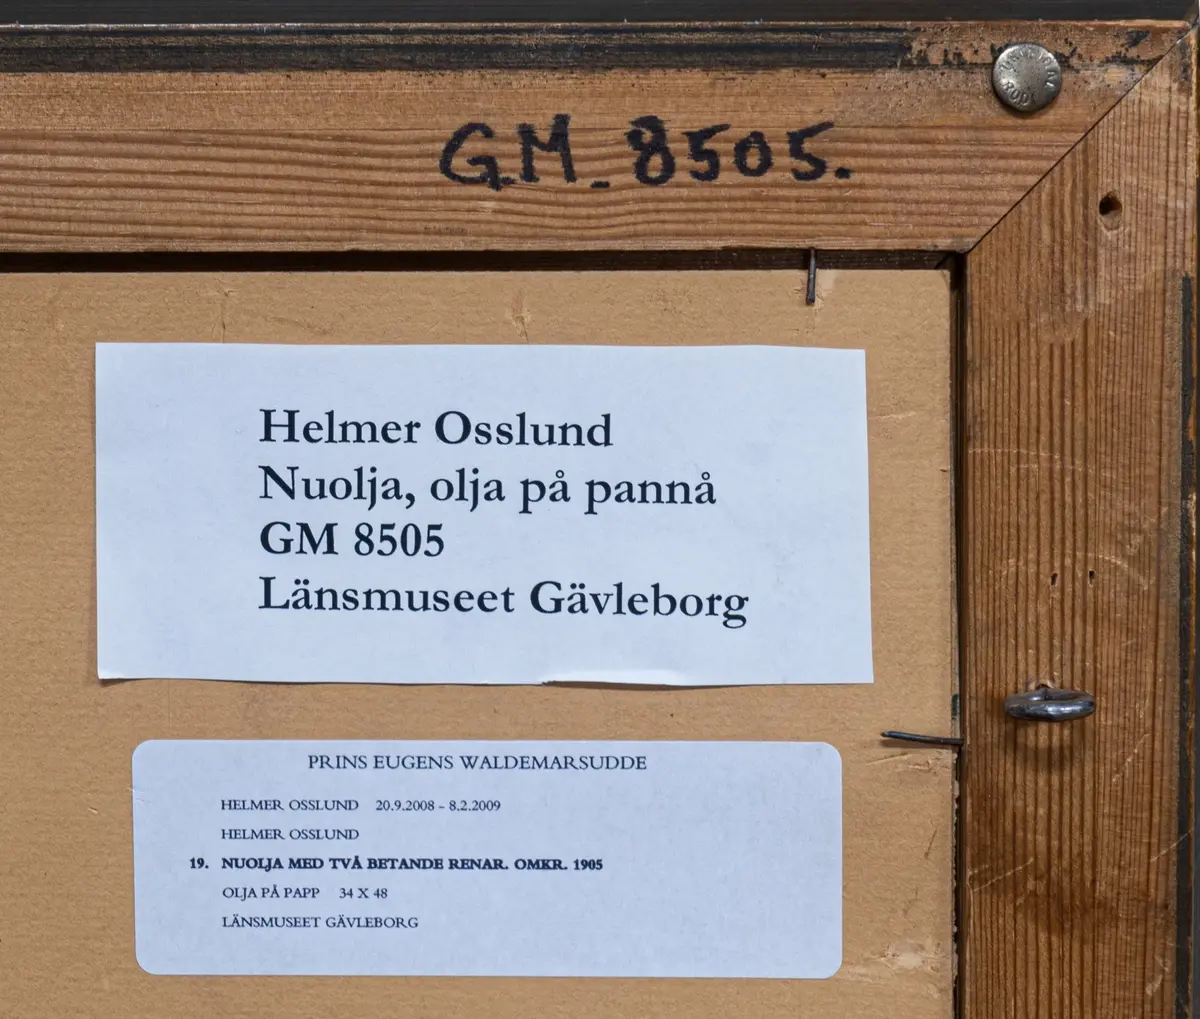 GM-8505.
Helmer Osslund
Nuolja, olja på pannå
GM 8505
Länsmuseet Gävleborg
PRINS EUGENS WALDEMARSUDDE
HELMER OSSLUND 20.9.2008 - 8.2.2009
HELMER OSSLUND
19. NUOLJA MED TVÅ BETANDE RENAR. OMKR. 1905
OLJA PÅ PAPP 34 X 48
LÄNSMUSEET GÄVLEBORG